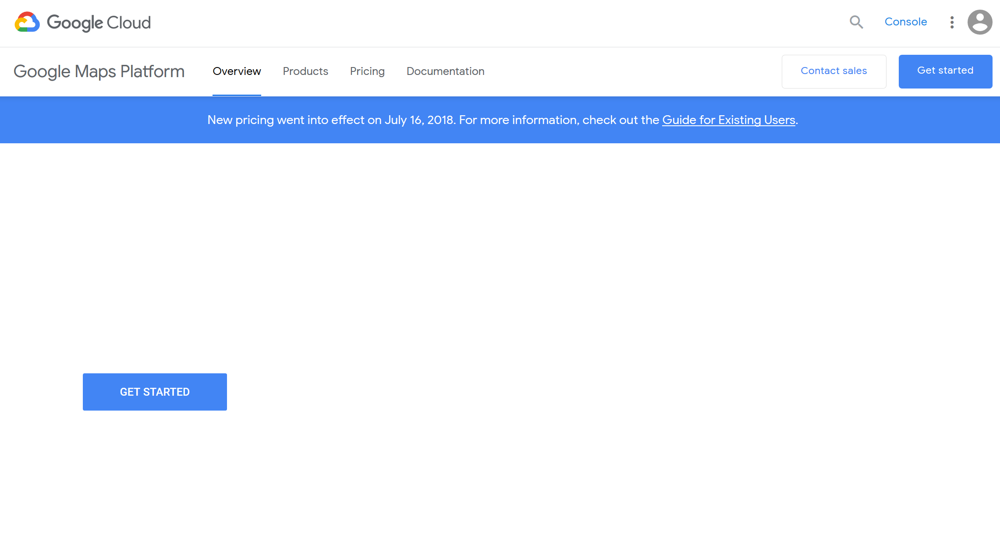 Google Cloud
Console
Google Maps Platform
Overview
Products
Pricing
Documentation
Contact sales
Get started
New pricing went into effect on July 16, 2018. For more information, check out the Guide for Existing Users.
GET STARTED